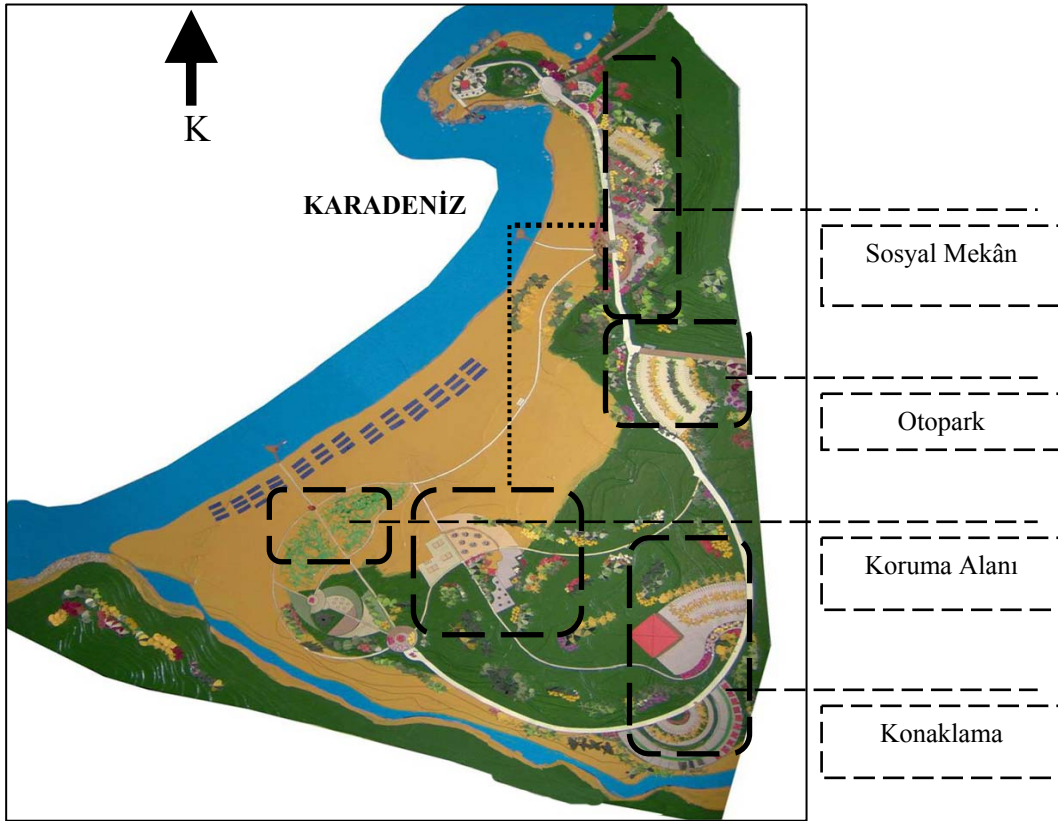 K
KARADENİZ
Sosyal Mekân
Otopark
Koruma Alanı
Konaklama